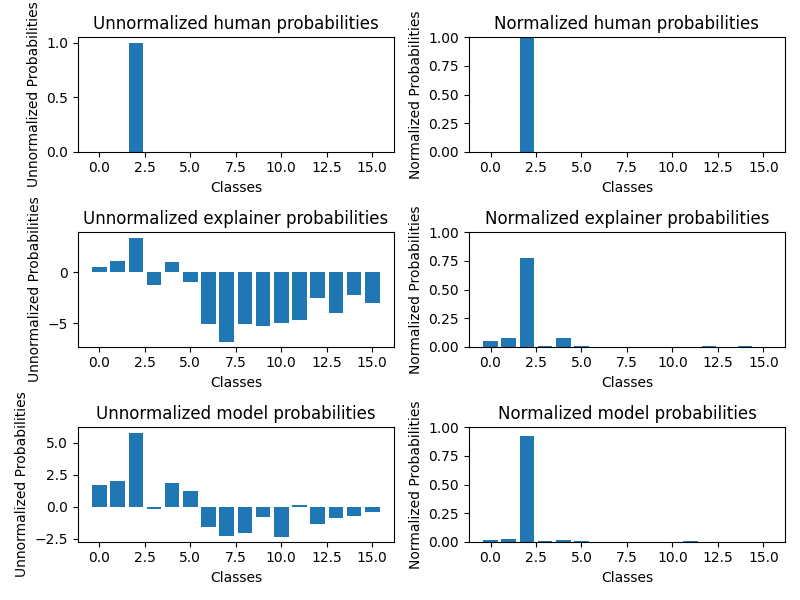 Unnormalized human probabilities
Unnormalized Probabilities
1.0
0.5
0.0
0.0 2.5 5.0 7.5 10.0 12.5 15.0
Classes
Normalized human probabilities
Normalized Probabilities
1.00
0.75
0.50
0.25
0.00
0.0 2.5 5.0 7.5 10.0 12.5 15.0
Classes
Unnormalized explainer probabilities
Unnormalized Probabilities
0
−5
0.0 2.5 5.0 7.5 10.0 12.5 15.0
Classes
Normalized explainer probabilities
Normalized Probabilities
1.00
0.75
0.50
0.25
0.00
0.0 2.5 5.0 7.5 10.0 12.5 15.0
Classes
Unnormalized model probabilities
Unnormalized Probabilities
5.0
2.5
0.0
−2.5
0.0 2.5 5.0 7.5 10.0 12.5 15.0
Classes
Normalized model probabilities
Normalized Probabilities
1.00
0.75
0.50
0.25
0.00
0.0 2.5 5.0 7.5 10.0 12.5 15.0
Classes